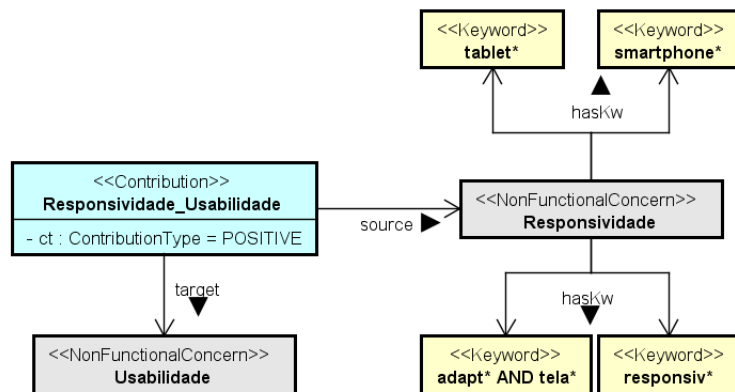 <<Keyword>>
tablet*
<<Keyword>>
smartphone*
hasKw
<<Contribution>>
Responsividade_Usabilidade
- ct : ContributionType = POSITIVE
source
<<NonFunctionalConcern>>
Responsividade
target
hasKw
<<NonFunctionalConcern>>
Usabilidade
<<Keyword>>
adapt* AND tela*
<<Keyword>>
responsiv*